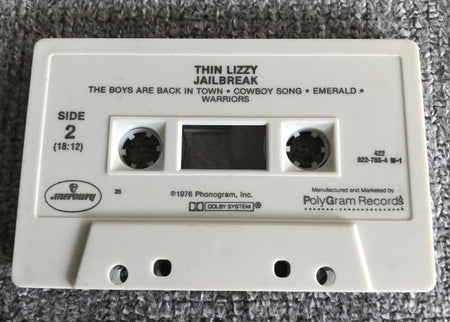 THIN LIZZY
JAILBREAK
THE BOYS ARE BACK IN TOWN • COWBOY SONG • EMERALD •
WARRIORS
SIDE
2
(18:12)
422
822-785-4 M-1
mercury
35
℗1976 Phonogram, Inc.
DOLBY SYSTEM ®
Manufactured and Marketed by
PolyGram Records